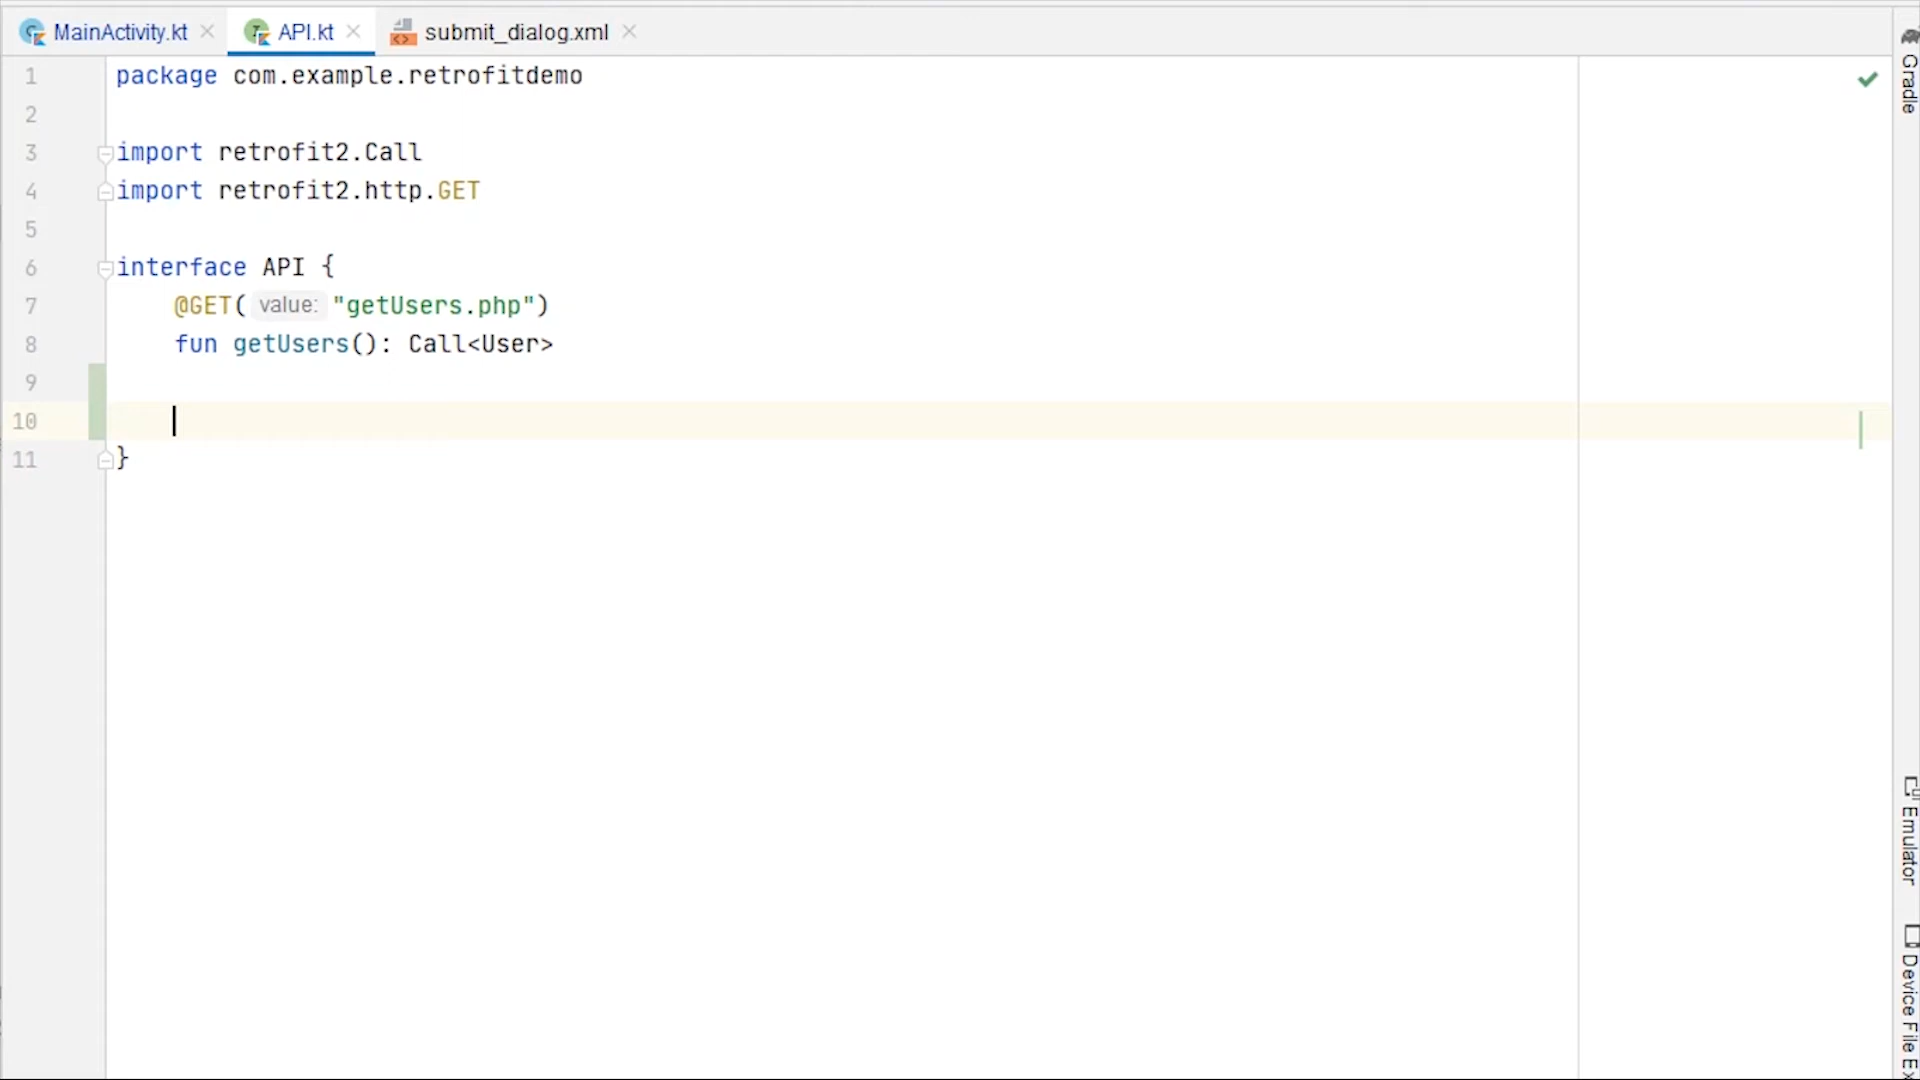 MainActivity.kt API.kt submit_dialog.xml
1 package com.example.retrofitdemo
2
3 import retrofit2.Call
4 import retrofit2.http.GET
5
6 interface API {
7 @GET( value: "getUsers.php")
8 fun getUsers(): Call<User>
9
10
11 }
Gradle
Emulator
Device File Ex